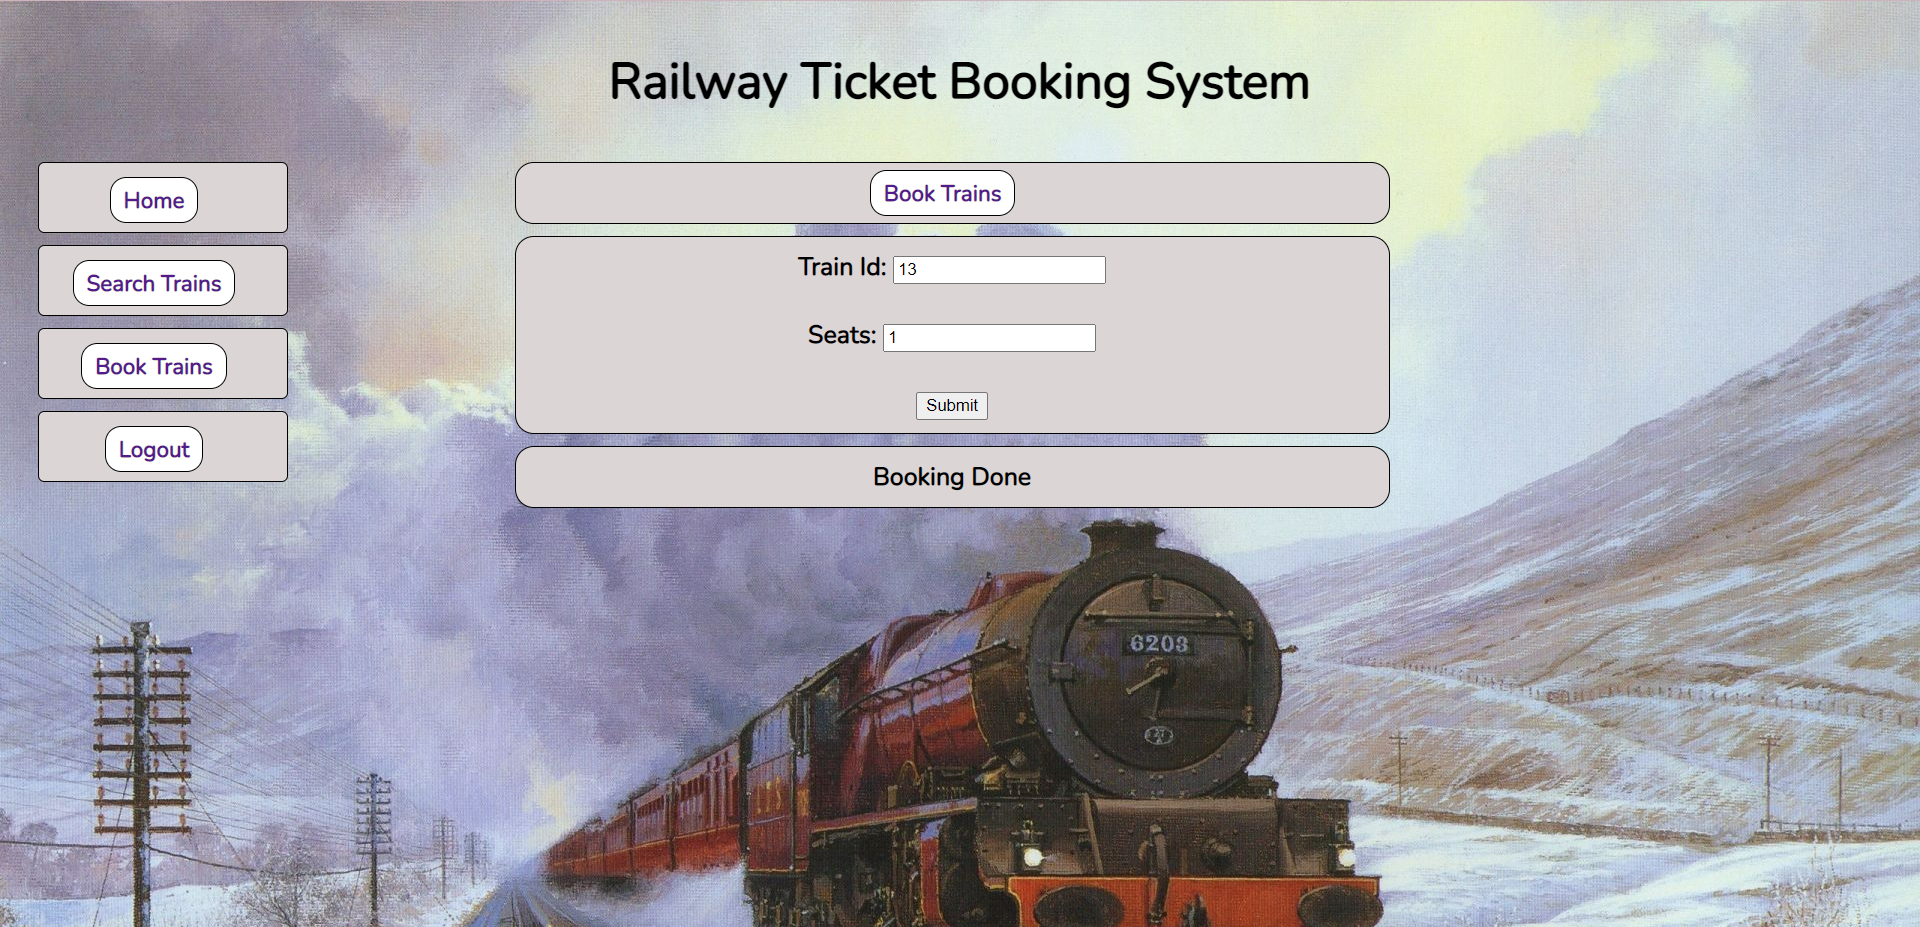 Railway Ticket Booking System
Home
Search Trains
Book Trains
Logout
Book Trains
Train Id: 13
Seats: 1
Submit
Booking Done
6203